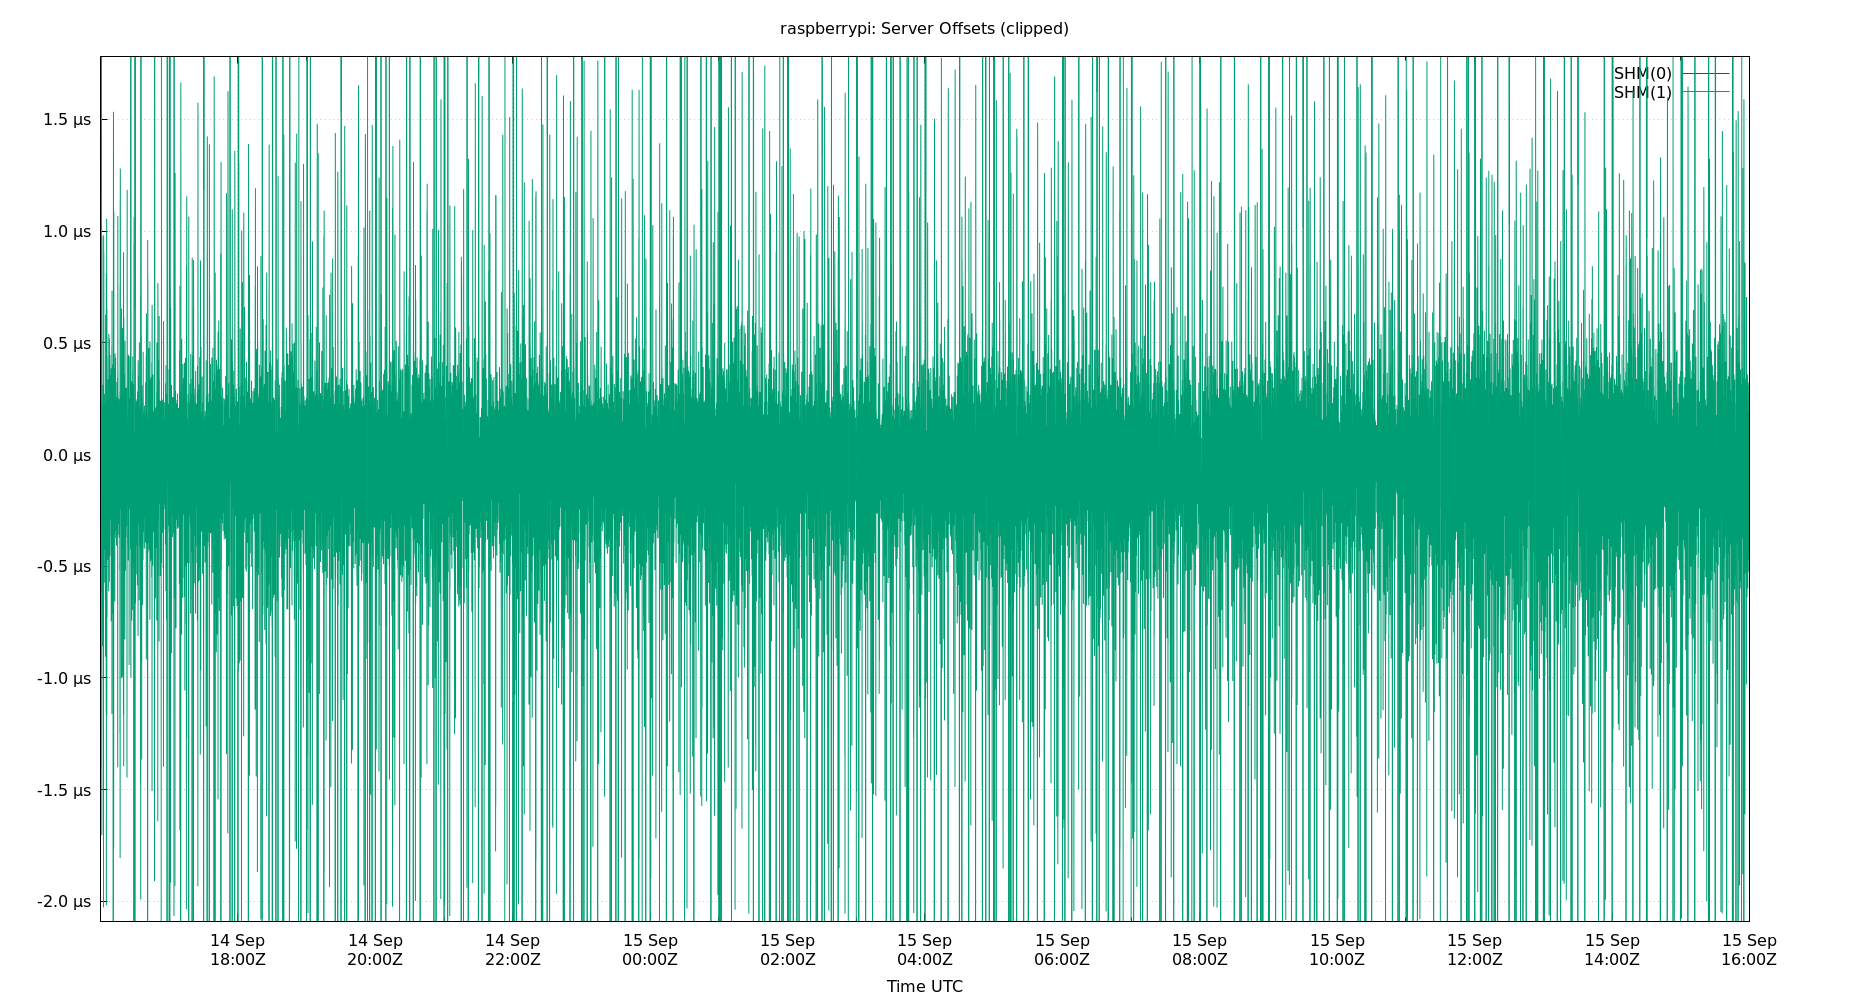 raspberrypi: Server Offsets (clipped)
SHM(0)
SHM(1)
1.5 µs
1.0 µs
0.5 µs
0.0 µs
-0.5 µs
-1.0 µs
-1.5 µs
-2.0 µs
14 Sep 14 Sep 14 Sep 15 Sep 15 Sep 15 Sep 15 Sep 15 Sep 15 Sep 15 Sep 15 Sep 15 Sep
18:00Z 20:00Z 22:00Z 00:00Z 02:00Z 04:00Z 06:00Z 08:00Z 10:00Z 12:00Z 14:00Z 16:00Z
Time UTC